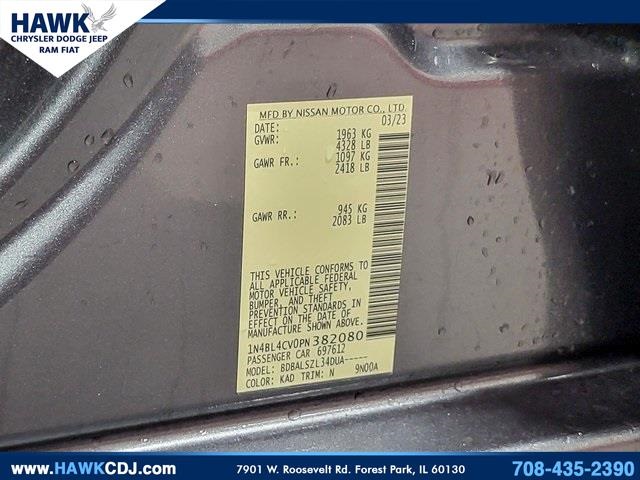 HAWK
CHRYSLER DODGE JEEP
RAM FIAT
MFD BY NISSAN MOTOR CO., LTD.
DATE: 03/23
GVWR: 1963 KG
4328 LB
GAWR FR.: 1097 KG
2418 LB
GAWR RR.: 945 KG
2083 LB
THIS VEHICLE CONFORMS TO
ALL APPLICABLE FEDERAL
MOTOR VEHICLE SAFETY,
BUMPER, AND THEFT
PREVENTION STANDARDS IN
EFFECT ON THE DATE OF
MANUFACTURE SHOWN ABOVE.
1N4BL4CV0PN382080
PASSENGER CAR 697612
MODEL: BDBALSZL34DUA-----
COLOR: KAD TRIM: N 9N00A
www.HAWKCDJ.com
7901 W. Roosevelt Rd. Forest Park, IL 60130
708-435-2390